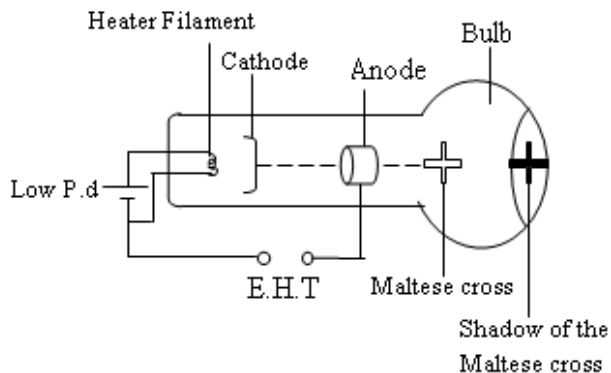 Heater Filament
Cathode
Anode
Bulb
Low P.d
E.H.T
Maltese cross
Shadow of the
Maltese cross